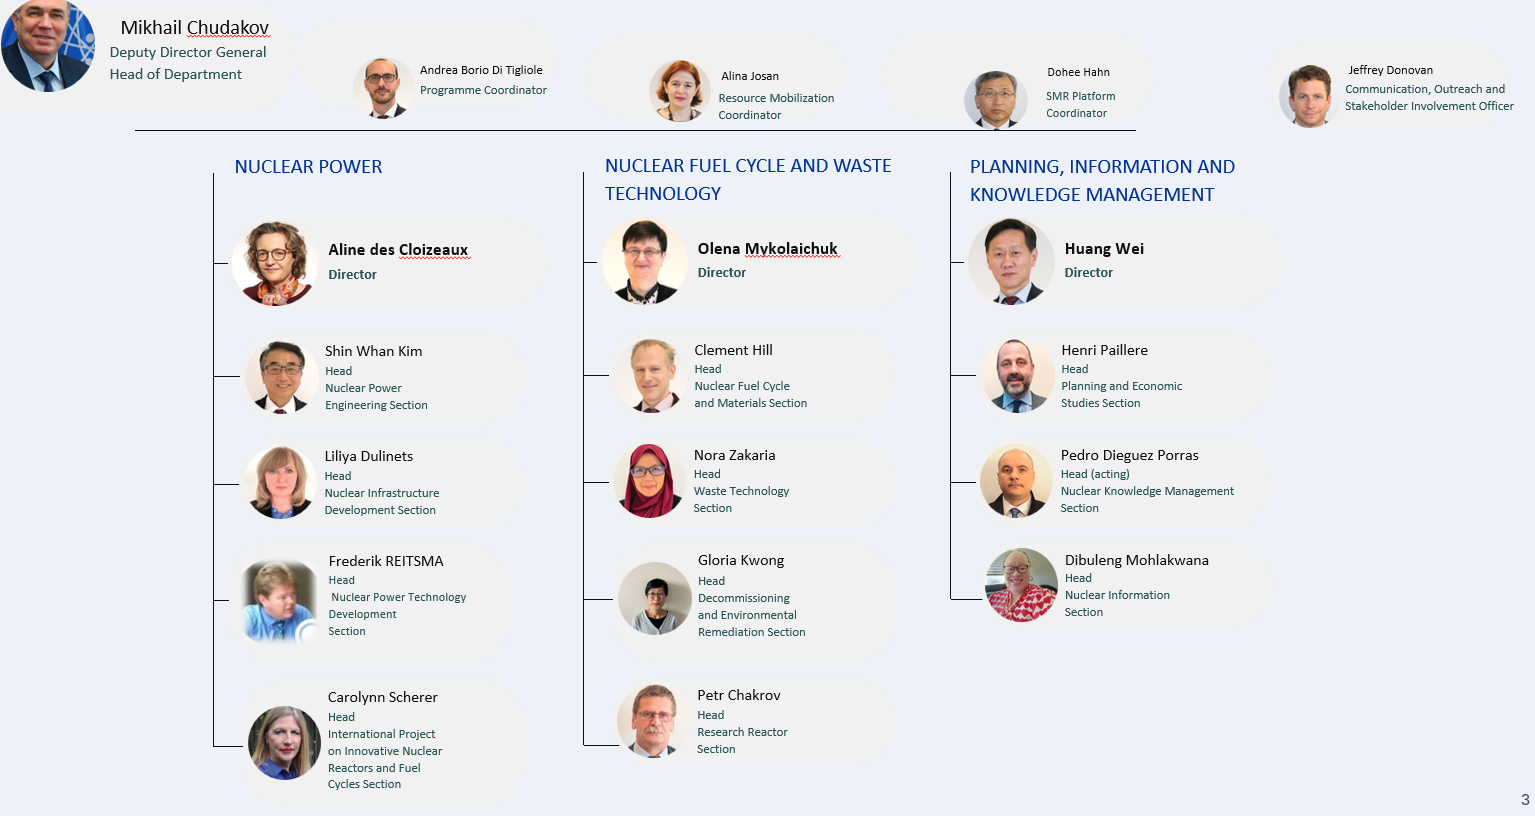 Mikhail Chudakov
Deputy Director General
Head of Department
Andrea Borio Di Tigliole
Programme Coordinator
Alina Josan
Resource Mobilization
Coordinator
Dohee Hahn
SMR Platform
Coordinator
Jeffrey Donovan
Communication, Outreach and
Stakeholder Involvement Officer
NUCLEAR POWER
Aline des Cloizeaux
Director
Shin Whan Kim
Head
Nuclear Power
Engineering Section
Liliya Dulinets
Head
Nuclear Infrastructure
Development Section
Frederik REITSMA
Head
Nuclear Power Technology
Development
Section
Carolynn Scherer
Head
International Project
on Innovative Nuclear
Reactors and Fuel
Cycles Section
NUCLEAR FUEL CYCLE AND WASTE
TECHNOLOGY
Olena Mykolaichuk
Director
Clement Hill
Head
Nuclear Fuel Cycle
and Materials Section
Nora Zakaria
Head
Waste Technology
Section
Gloria Kwong
Head
Decommissioning
and Environmental
Remediation Section
Petr Chakrov
Head
Research Reactor
Section
PLANNING, INFORMATION AND
KNOWLEDGE MANAGEMENT
Huang Wei
Director
Henri Paillere
Head
Planning and Economic
Studies Section
Pedro Dieguez Porras
Head (acting)
Nuclear Knowledge Management
Section
Dibuleng Mohlakwana
Head
Nuclear Information
Section
3